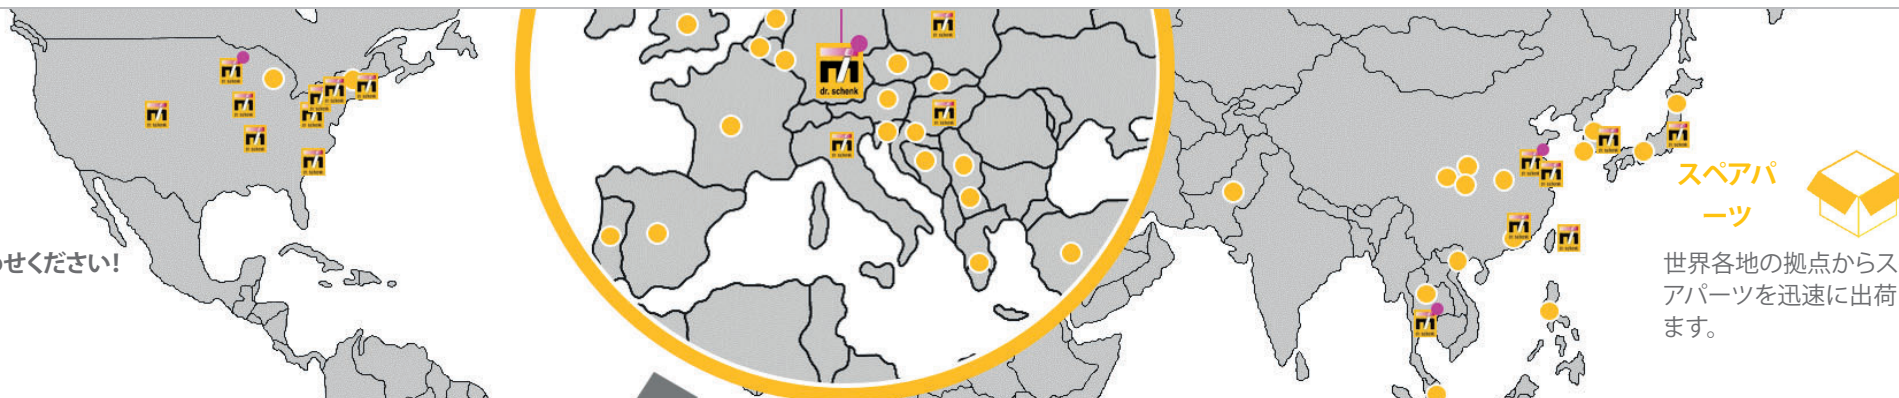 dr. schenk
スペアパ
ーツ
せください!
世界各地の拠点からス
アパーツを迅速に出荷
ます。